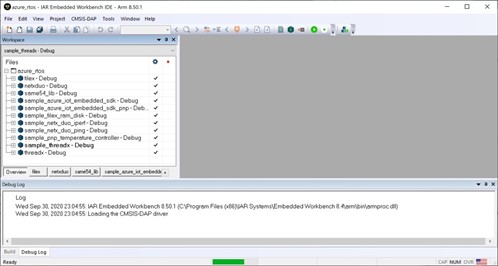 azure_rtos - IAR Embedded Workbench IDE - Arm 8.50.1
File Edit View Project CMSIS-DAP Tools Window Help
Workspace
sample_threadx - Debug
Files
azure_rtos
filex - Debug
netxduo - Debug
same54_lib - Debug
sample_azure_iot_embedded_sdk - Debug
sample_azure_iot_embedded_sdk_pnp - Deb...
sample_filex_ram_disk - Debug
sample_netx_duo_iperf - Debug
sample_netx_duo_ping - Debug
sample_pnp_temperature_controller - Debug
sample_threadx - Debug
threadx - Debug
Overview filex netxduo same54_lib sample_azure_iot_embedde
Debug Log
Log
Wed Sep 30, 2020 23:04:55: IAR Embedded Workbench 8.50.1 (C:\Program Files (x86)\IAR Systems\Embedded Workbench 8.4\arm\bin\armproc.dll)
Wed Sep 30, 2020 23:04:55: Loading the CMSIS-DAP driver
Build Debug Log
Ready CAP NUM OVR